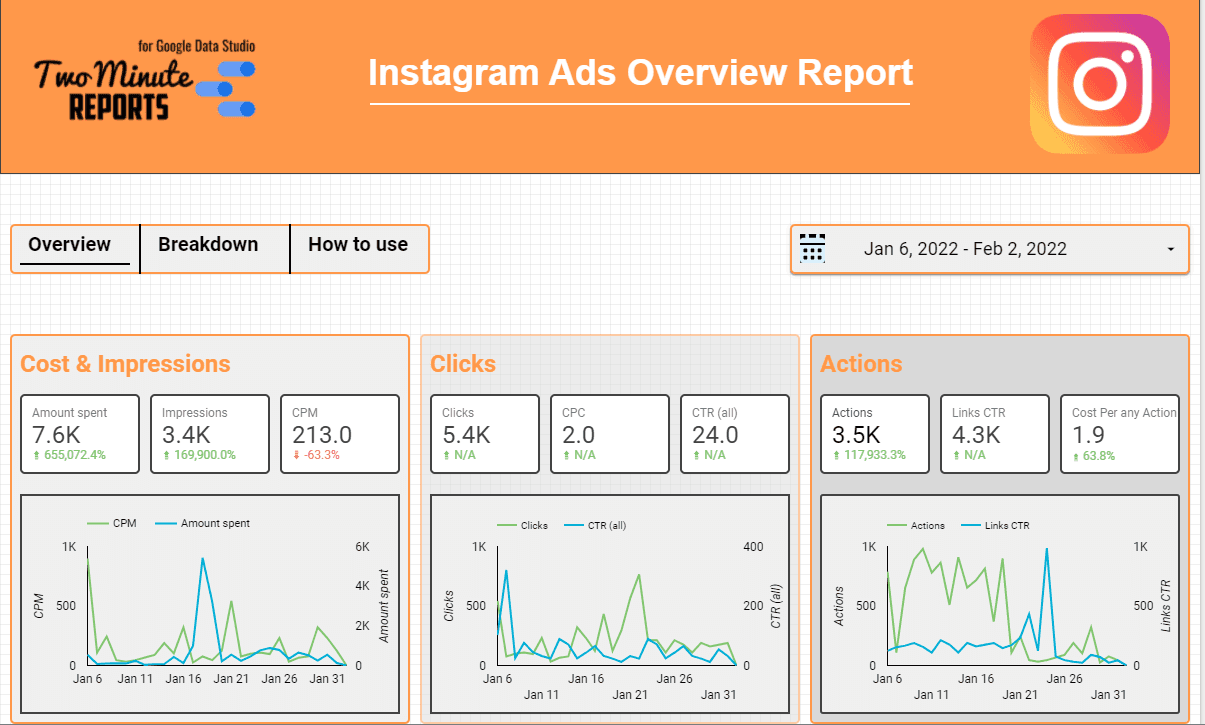 for Google Data Studio
Two Minute
REPORTS
Instagram Ads Overview Report
Overview
Breakdown
How to use
Jan 6, 2022 - Feb 2, 2022
Cost & Impressions
Amount spent
7.6K
655,072.4%
Impressions
3.4K
169,900.0%
CPM
213.0
-63.3%
CPM
Amount spent
1K
500
0
CPM
6K
4K
2K
0
Amount spent
Jan 6
Jan 11
Jan 16
Jan 21
Jan 26
Jan 31
Clicks
Clicks
5.4K
N/A
CPC
2.0
N/A
CTR (all)
24.0
N/A
Clicks
CTR (all)
1K
500
0
Clicks
400
200
0
CTR (all)
Jan 6
Jan 11
Jan 16
Jan 21
Jan 26
Jan 31
Actions
Actions
3.5K
117,933.3%
Links CTR
4.3K
N/A
Cost Per any Action
1.9
63.8%
Actions
Links CTR
1K
500
0
Actions
1K
500
0
Links CTR
Jan 6
Jan 11
Jan 16
Jan 21
Jan 26
Jan 31